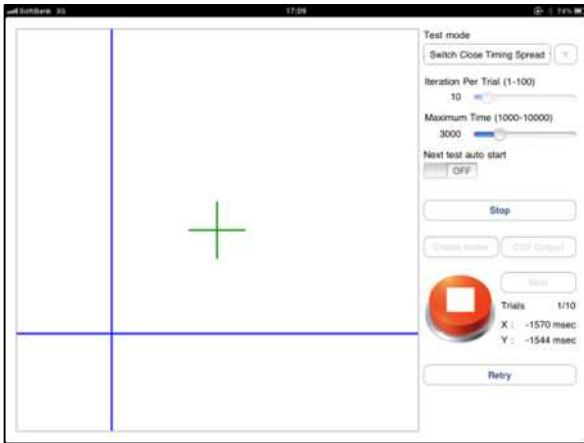 SoftBank 3G 17:09 74%
Test mode
Switch Close Timing Spread
Iteration Per Trial (1-100)
10
Maximum Time (1000-10000)
3000
Next test auto start
OFF
Stop
Create folder CSV Output
Next
Trials 1/10
X : -1570 msec
Y : -1544 msec
Retry